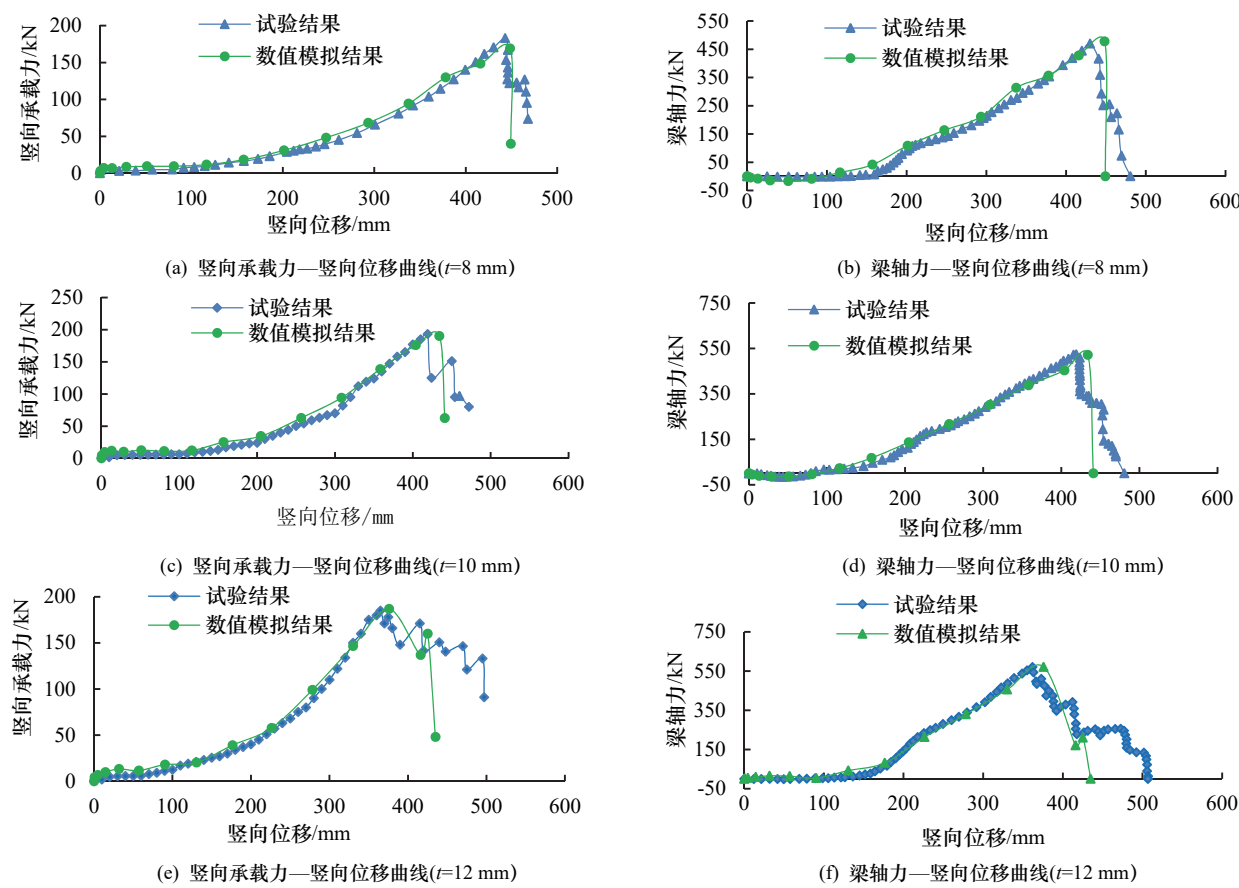 试验结果
数值模拟结果
竖向承载力/kN
200
150
100
50
0
0 100 200 300 400 500
竖向位移/mm
(a) 竖向承载力—竖向位移曲线(t=8 mm)
试验结果
数值模拟结果
梁轴力/kN
550
450
350
250
150
50
-50
0 100 200 300 400 500 600
竖向位移/mm
(b) 梁轴力—竖向位移曲线(t=8 mm)
试验结果
数值模拟结果
竖向承载力/kN
250
200
150
100
50
0
0 100 200 300 400 500 600
竖向位移/mm
(c) 竖向承载力—竖向位移曲线(t=10 mm)
试验结果
数值模拟结果
梁轴力/kN
750
550
350
150
-50
0 100 200 300 400 500 600
竖向位移/mm
(d) 梁轴力—竖向位移曲线(t=10 mm)
试验结果
数值模拟结果
竖向承载力/kN
200
150
100
50
0
0 100 200 300 400 500 600
竖向位移/mm
(e) 竖向承载力—竖向位移曲线(t=12 mm)
试验结果
数值模拟结果
梁轴力/kN
750
550
350
150
-50
0 100 200 300 400 500 600
竖向位移/mm
(f) 梁轴力—竖向位移曲线(t=12 mm)